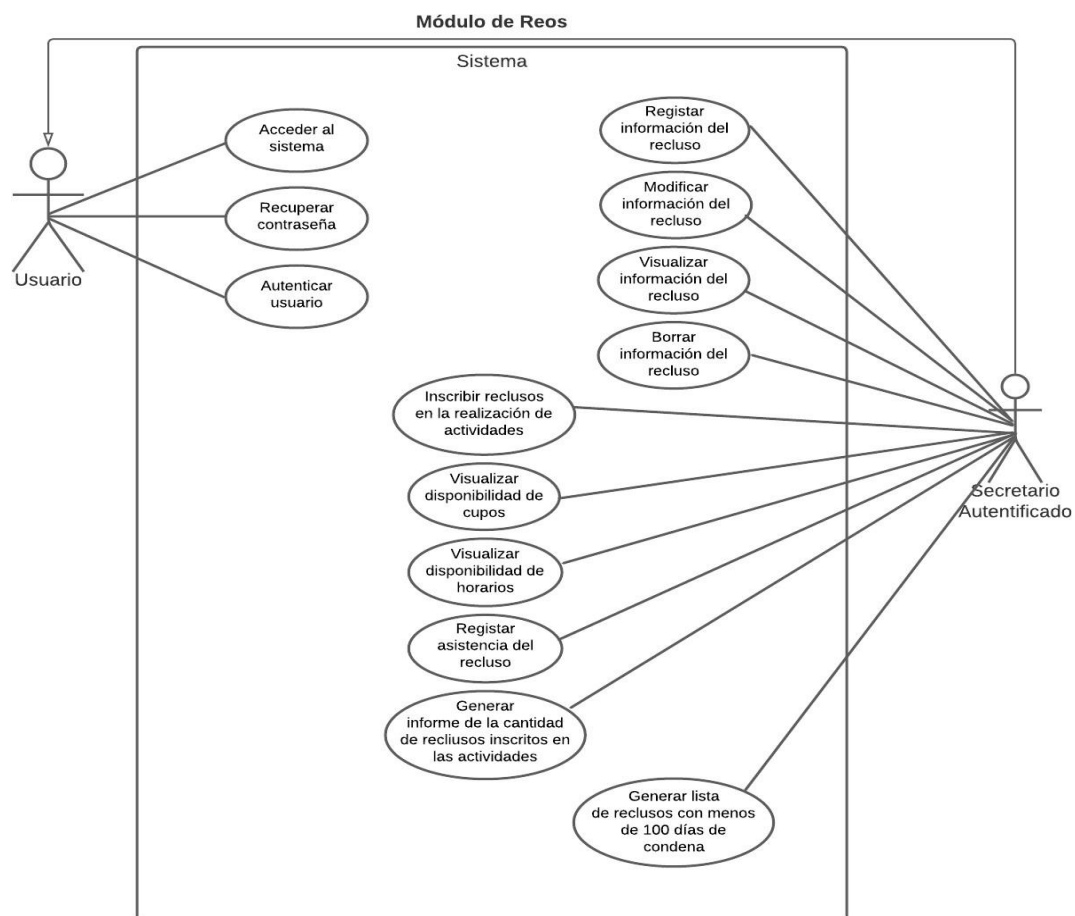 Módulo de Reos
Sistema
Acceder al
sistema
Recuperar
contraseña
Autenticar
usuario
Usuario
Registar
información del
recluso
Modificar
información del
recluso
Visualizar
información del
recluso
Borrar
información del
recluso
Inscribir reclusos
en la realización de
actividades
Visualizar
disponibilidad de
cupos
Visualizar
disponibilidad de
horarios
Registar
asistencia del
recluso
Generar
informe de la cantidad
de recliusos inscritos en
las actividades
Generar lista
de reclusos con menos
de 100 días de
condena
Secretario
Autentificado